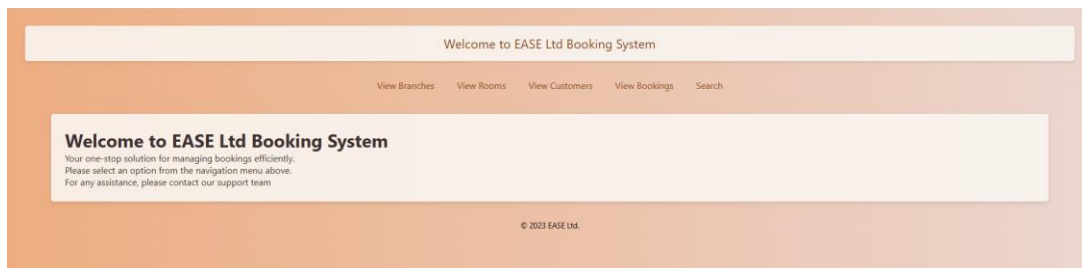 Welcome to EASE Ltd Booking System
View Branches View Rooms View Customers View Bookings Search
Welcome to EASE Ltd Booking System
Your one-stop solution for managing bookings efficiently.
Please select an option from the navigation menu above.
For any assistance, please contact our support team
© 2023 EASE Ltd.